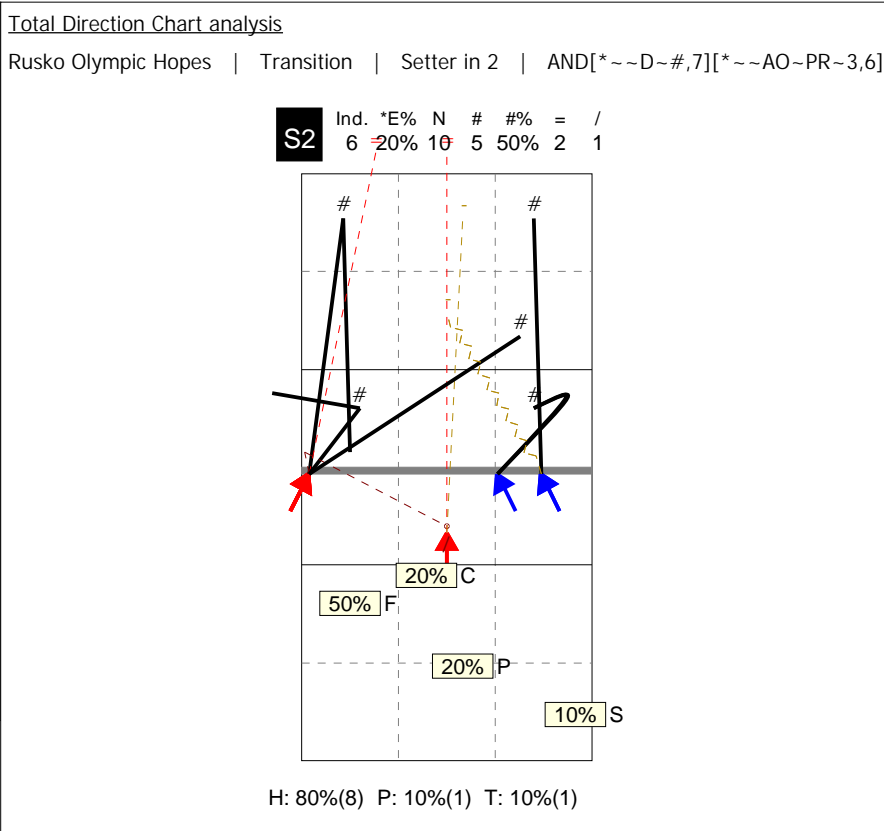 Total Direction Chart analysis
Rusko Olympic Hopes | Transition | Setter in 2 | AND[*~~D~#,7][*~~AO~PR~3,6]
Ind. *E% N # #% = /
S2 6 20% 10 5 50% 2 1
= =
# - #
-
#
# #
20% C
50% F
20% P
10% S
H: 80%(8) P: 10%(1) T: 10%(1)